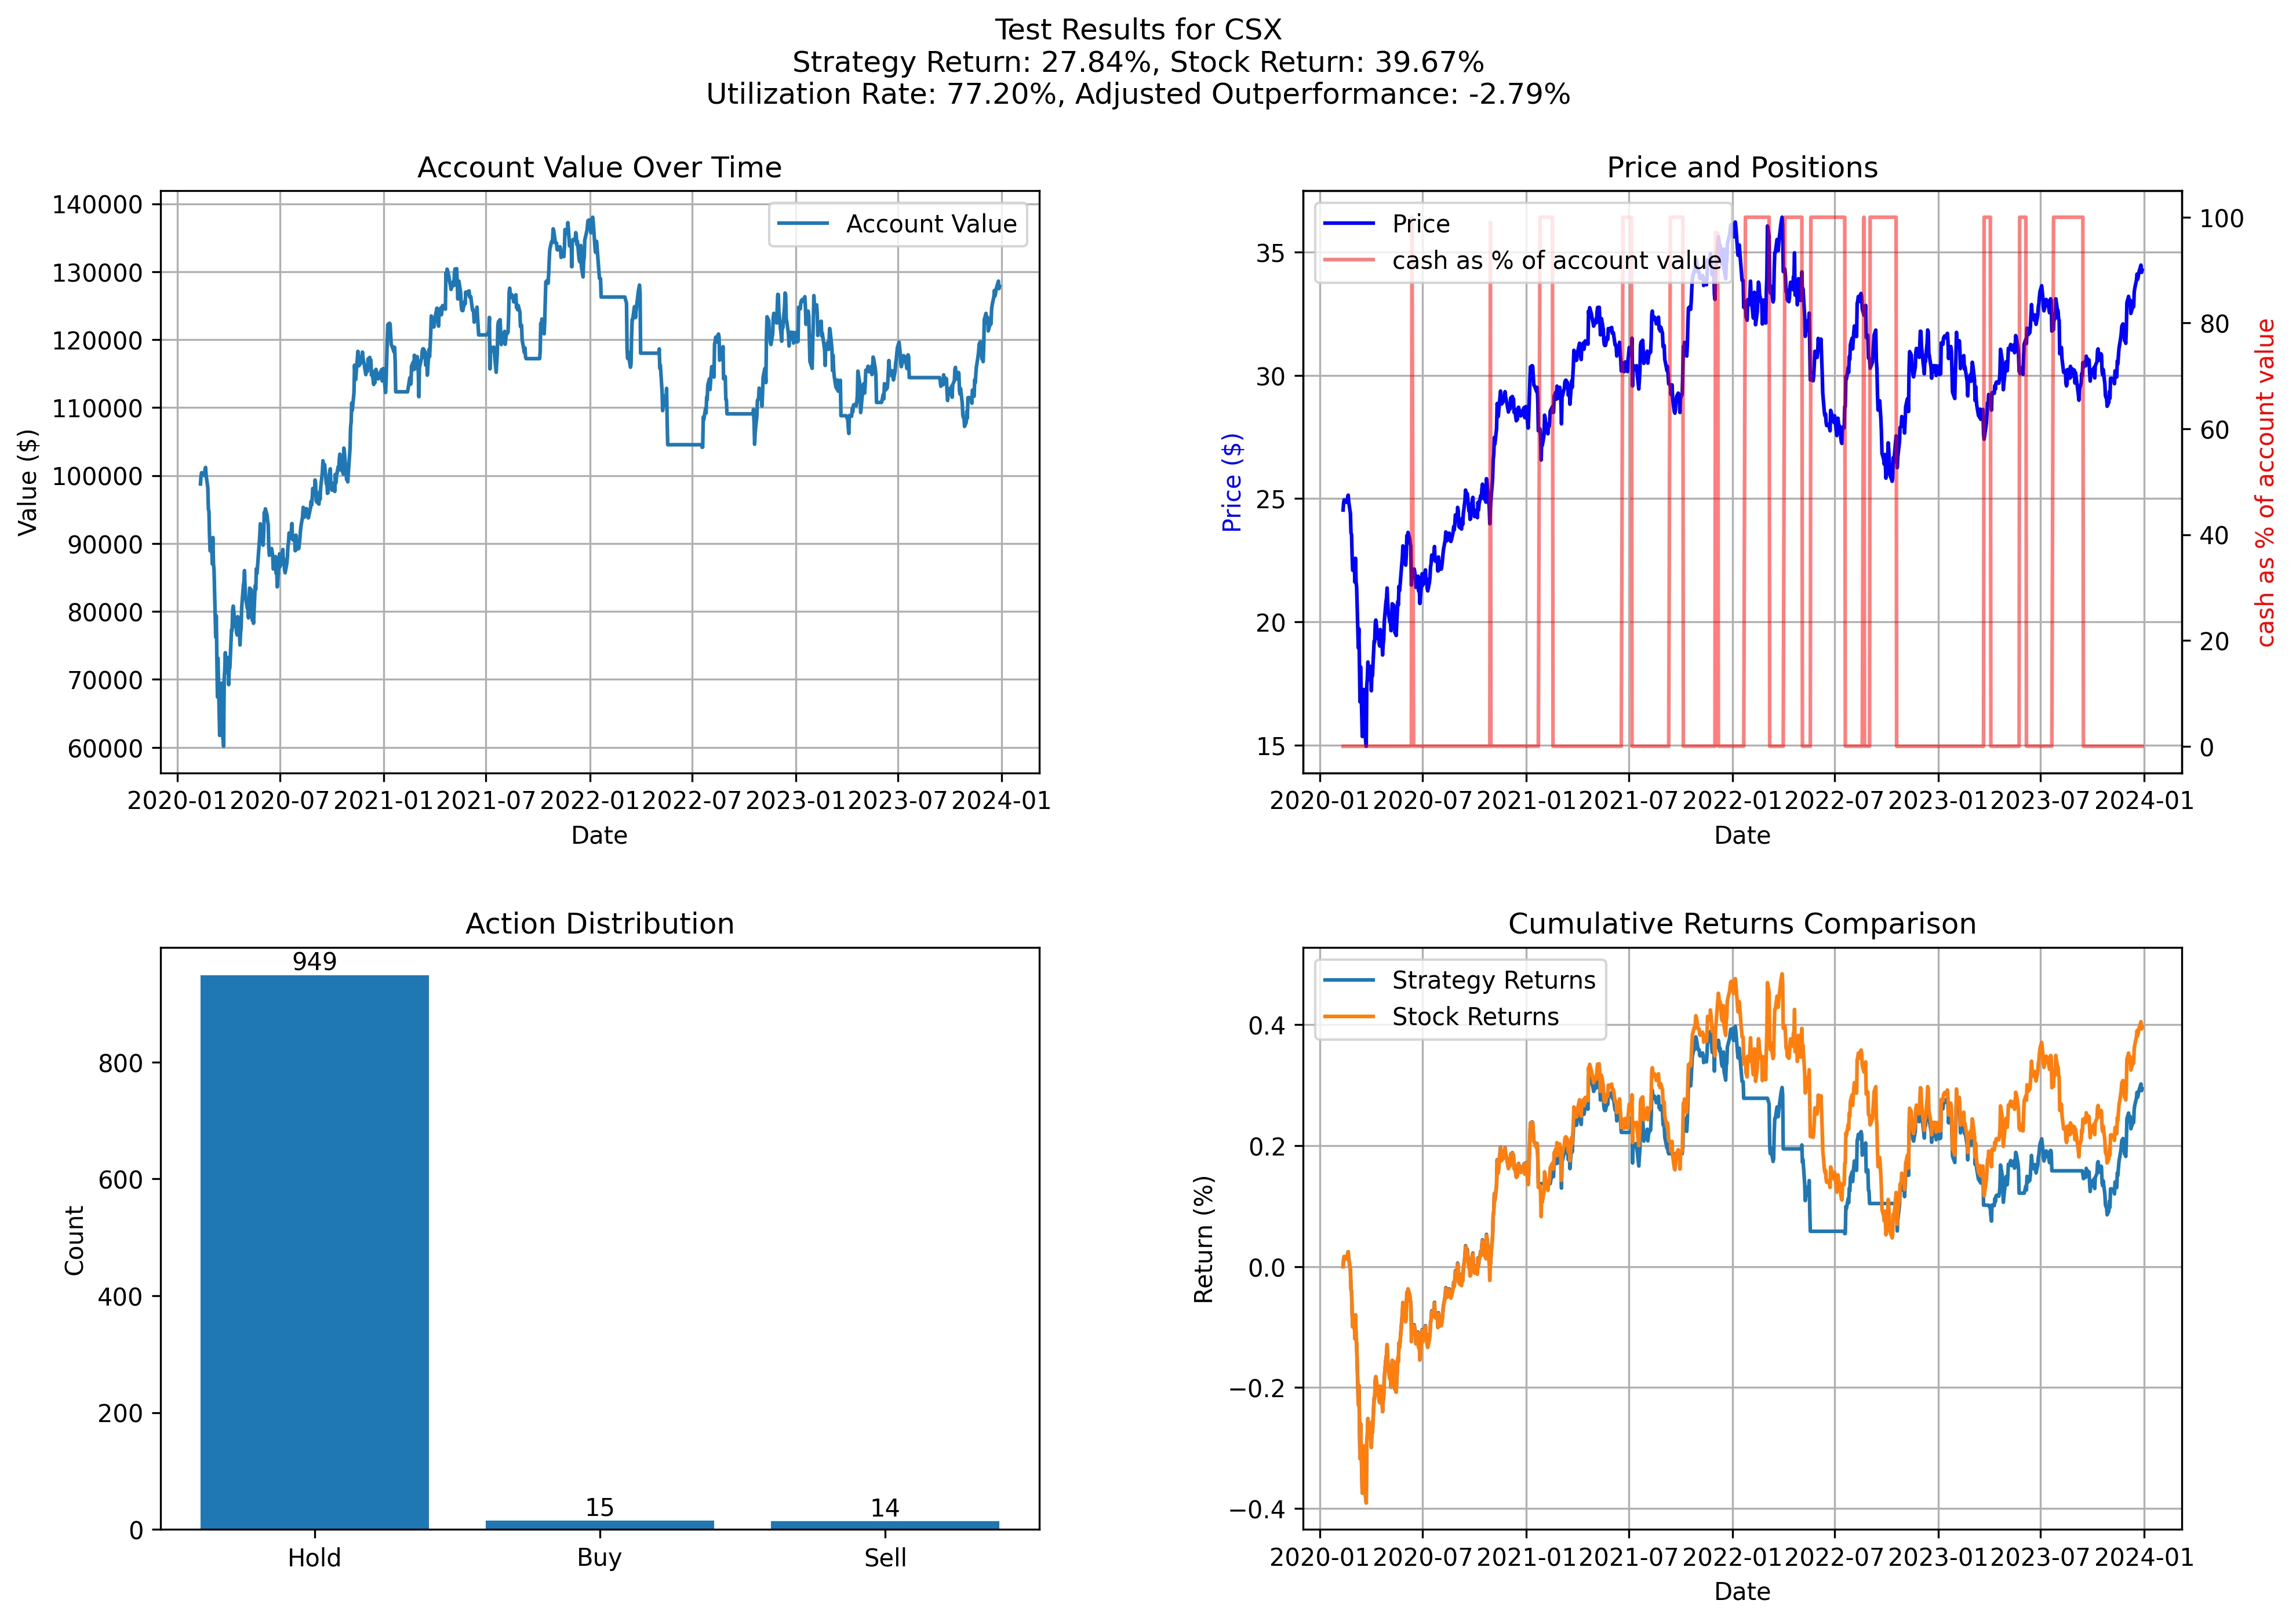 Test Results for CSX
Strategy Return: 27.84%, Stock Return: 39.67%
Utilization Rate: 77.20%, Adjusted Outperformance: -2.79%
Account Value Over Time
140000
130000
120000
110000
100000
90000
80000
70000
60000
Value ($)
Account Value
2020-01 2020-07 2021-01 2021-07 2022-01 2022-07 2023-01 2023-07 2024-01
Date
Price and Positions
35
30
25
20
15
Price ($)
Price
cash as % of account value
100
80
60
40
20
0
cash as % of account value
2020-01 2020-07 2021-01 2021-07 2022-01 2022-07 2023-01 2023-07 2024-01
Date
Action Distribution
800
600
400
200
0
Count
949
15
14
Hold Buy Sell
Cumulative Returns Comparison
0.4
0.2
0.0
−0.2
−0.4
Return (%)
Strategy Returns
Stock Returns
2020-01 2020-07 2021-01 2021-07 2022-01 2022-07 2023-01 2023-07 2024-01
Date